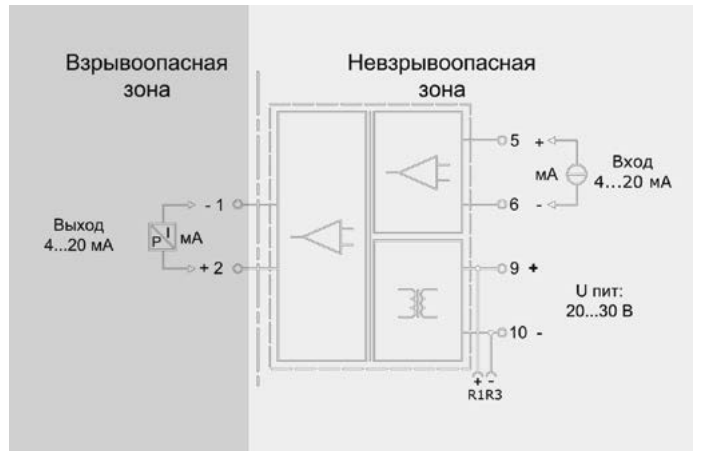 Взрывоопасная
зона
Невзрывоопасная
зона
5 +
мА
Вход
4...20 мА
6 -
- 1
Выход
4...20 мА
P I
мА
+ 2
9 +
U пит:
20...30 В
10 -
+ -
R1R3